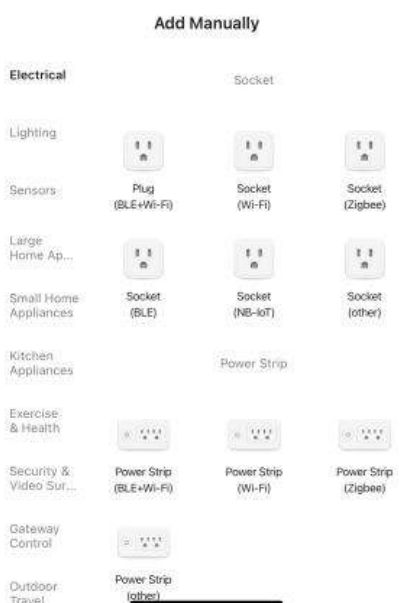 Add Manually
Electrical
Lighting
Sensors
Large
Home Ap...
Small Home
Appliances
Kitchen
Appliances
Exercise
& Health
Security &
Video Sur...
Gateway
Control
Outdoor
Travel
Socket
Plug
(BLE+Wi-Fi)
Socket
(Wi-Fi)
Socket
(Zigbee)
Socket
(BLE)
Socket
(NB-IoT)
Socket
(other)
Power Strip
Power Strip
(BLE+Wi-Fi)
Power Strip
(Wi-Fi)
Power Strip
(Zigbee)
Power Strip
(other)